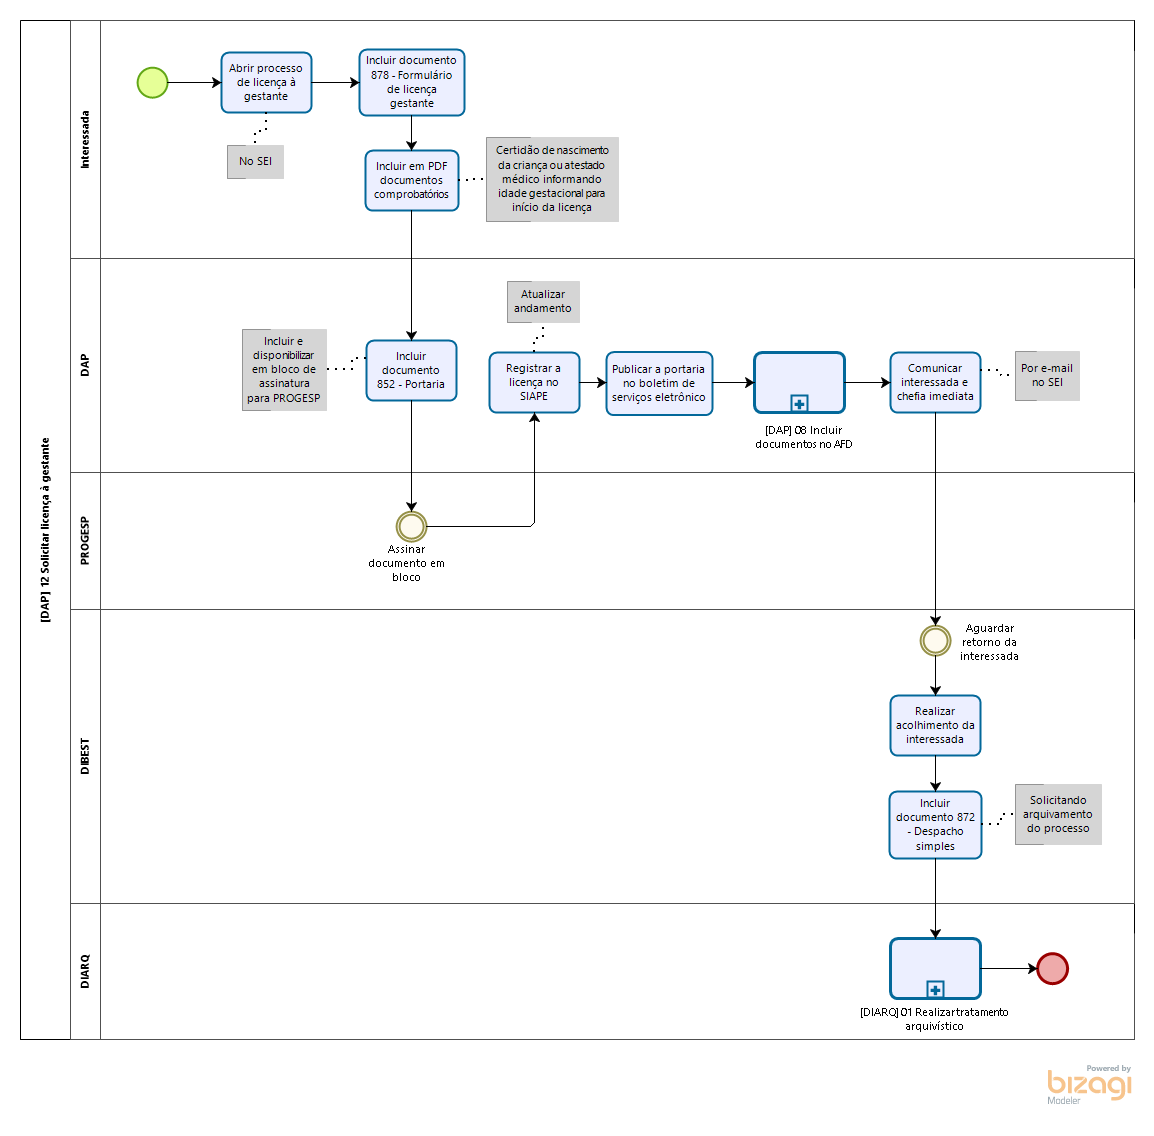 [DAP] 12 Solicitar licença à gestante
Interessada
Abrir processo
de licença à
gestante
No SEI
Incluir documento
878 - Formulário
de licença
gestante
Incluir em PDF
documentos
comprobatórios
Certidão de nascimento
da criança ou atestado
médico informando
idade gestacional para
início da licença
DAP
Incluir e
disponibilizar
em bloco de
assinatura
para PROGESP
Incluir
documento
852 - Portaria
Atualizar
andamento
Registrar a
licença no
SIAPE
Publicar a portaria
no boletim de
serviços eletrônico
[DAP] 08 Incluir
documentos no AFD
Comunicar
interessada e
chefia imediata
Por e-mail
no SEI
PROGESP
Assinar
documento em
bloco
DIBEST
Aguardar
retorno da
interessada
Realizar
acolhimento da
interessada
Incluir
documento 872
- Despacho
simples
Solicitando
arquivamento
do processo
DIARQ
[DIARQ] 01 Realizar tratamento
arquivístico
Powered by
bizagi
Modeler